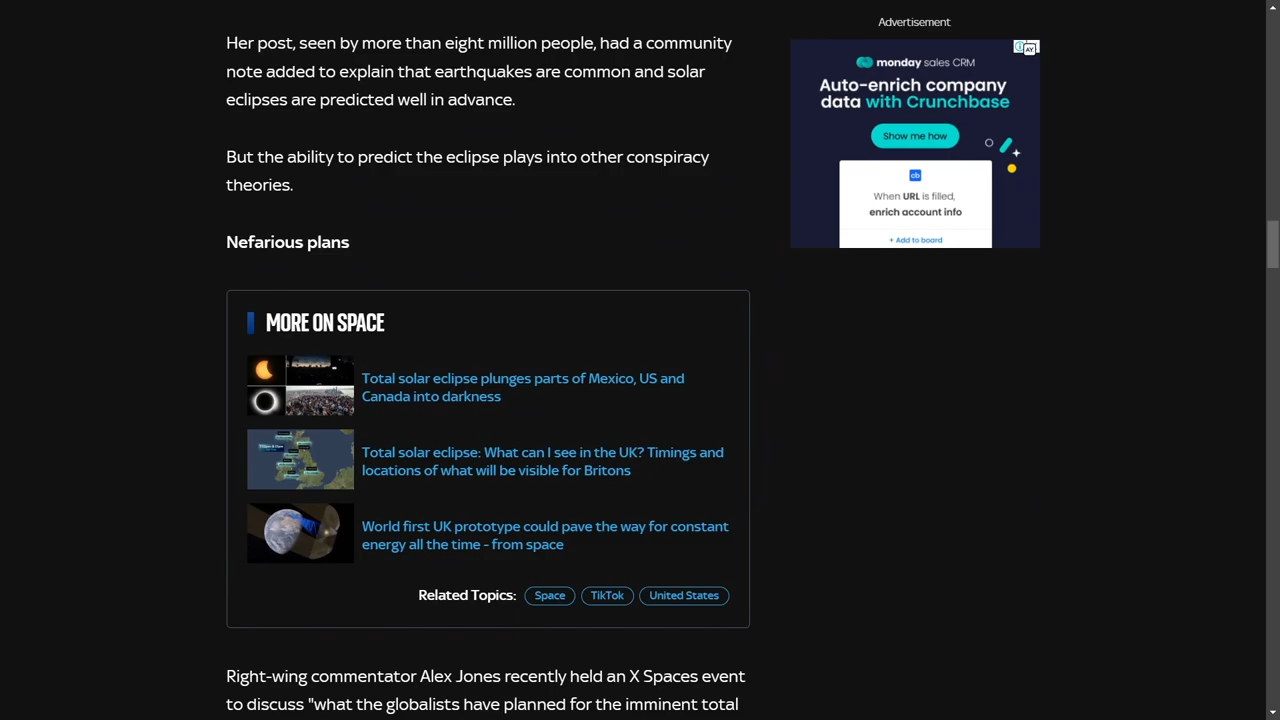 Advertisement
Her post, seen by more than eight million people, had a community
note added to explain that earthquakes are common and solar
eclipses are predicted well in advance.
But the ability to predict the eclipse plays into other conspiracy
theories.
Nefarious plans
monday sales CRM
Auto-enrich company
data with Crunchbase
Show me how
cb
When URL is filled,
enrich account info
+ Add to board
MORE ON SPACE
Total solar eclipse plunges parts of Mexico, US and
Canada into darkness
Total solar eclipse: What can I see in the UK? Timings and
locations of what will be visible for Britons
World first UK prototype could pave the way for constant
energy all the time - from space
Related Topics: Space TikTok United States
Right-wing commentator Alex Jones recently held an X Spaces event
to discuss "what the globalists have planned for the imminent total